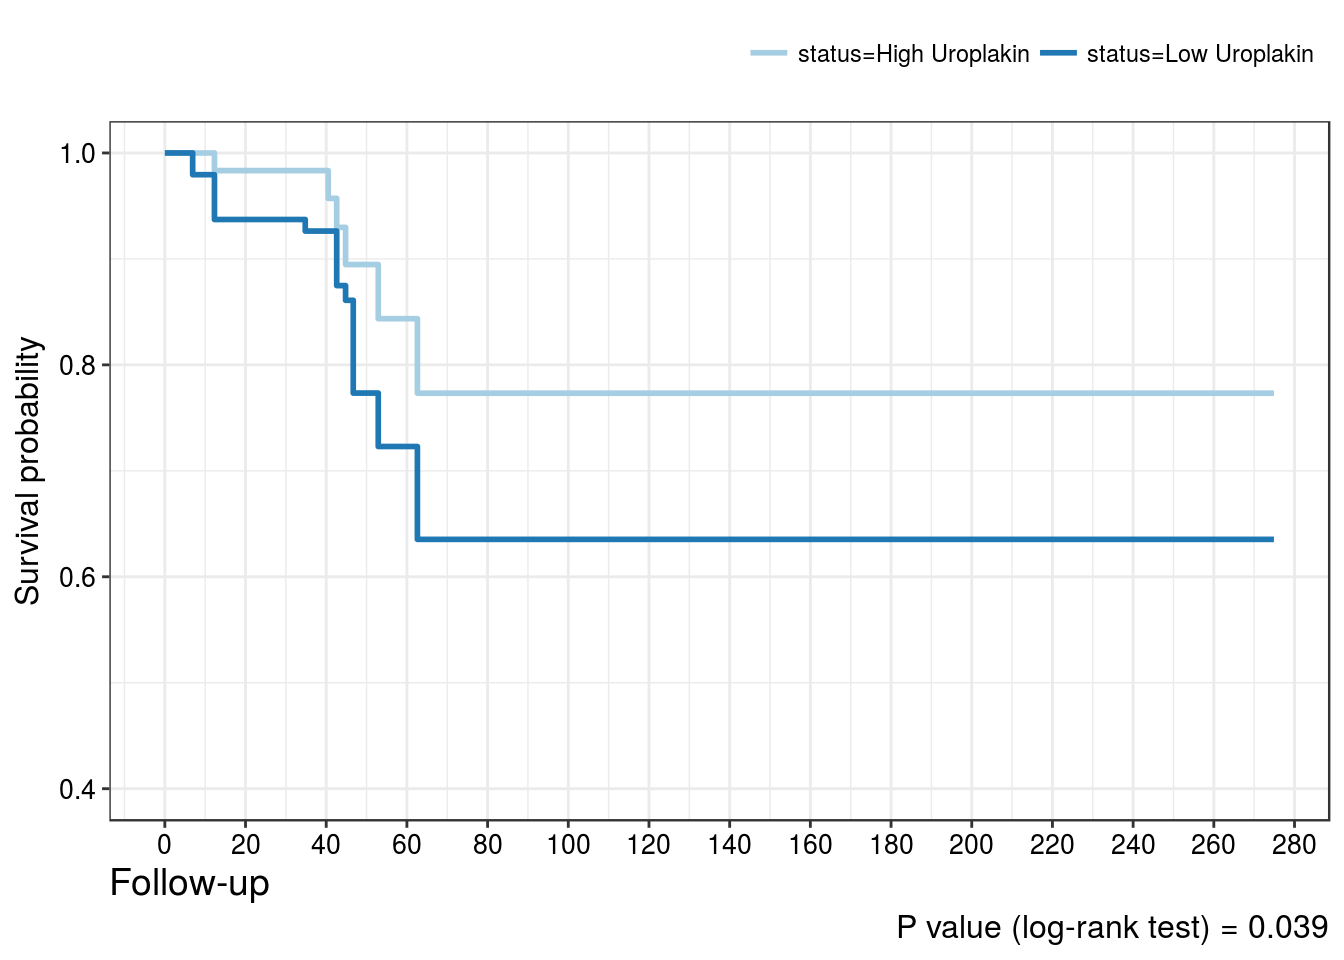 status=High Uroplakin status=Low Uroplakin
Survival probability
1.0
0.8
0.6
0.4
0 20 40 60 80 100 120 140 160 180 200 220 240 260 280
Follow-up
P value (log-rank test) = 0.039